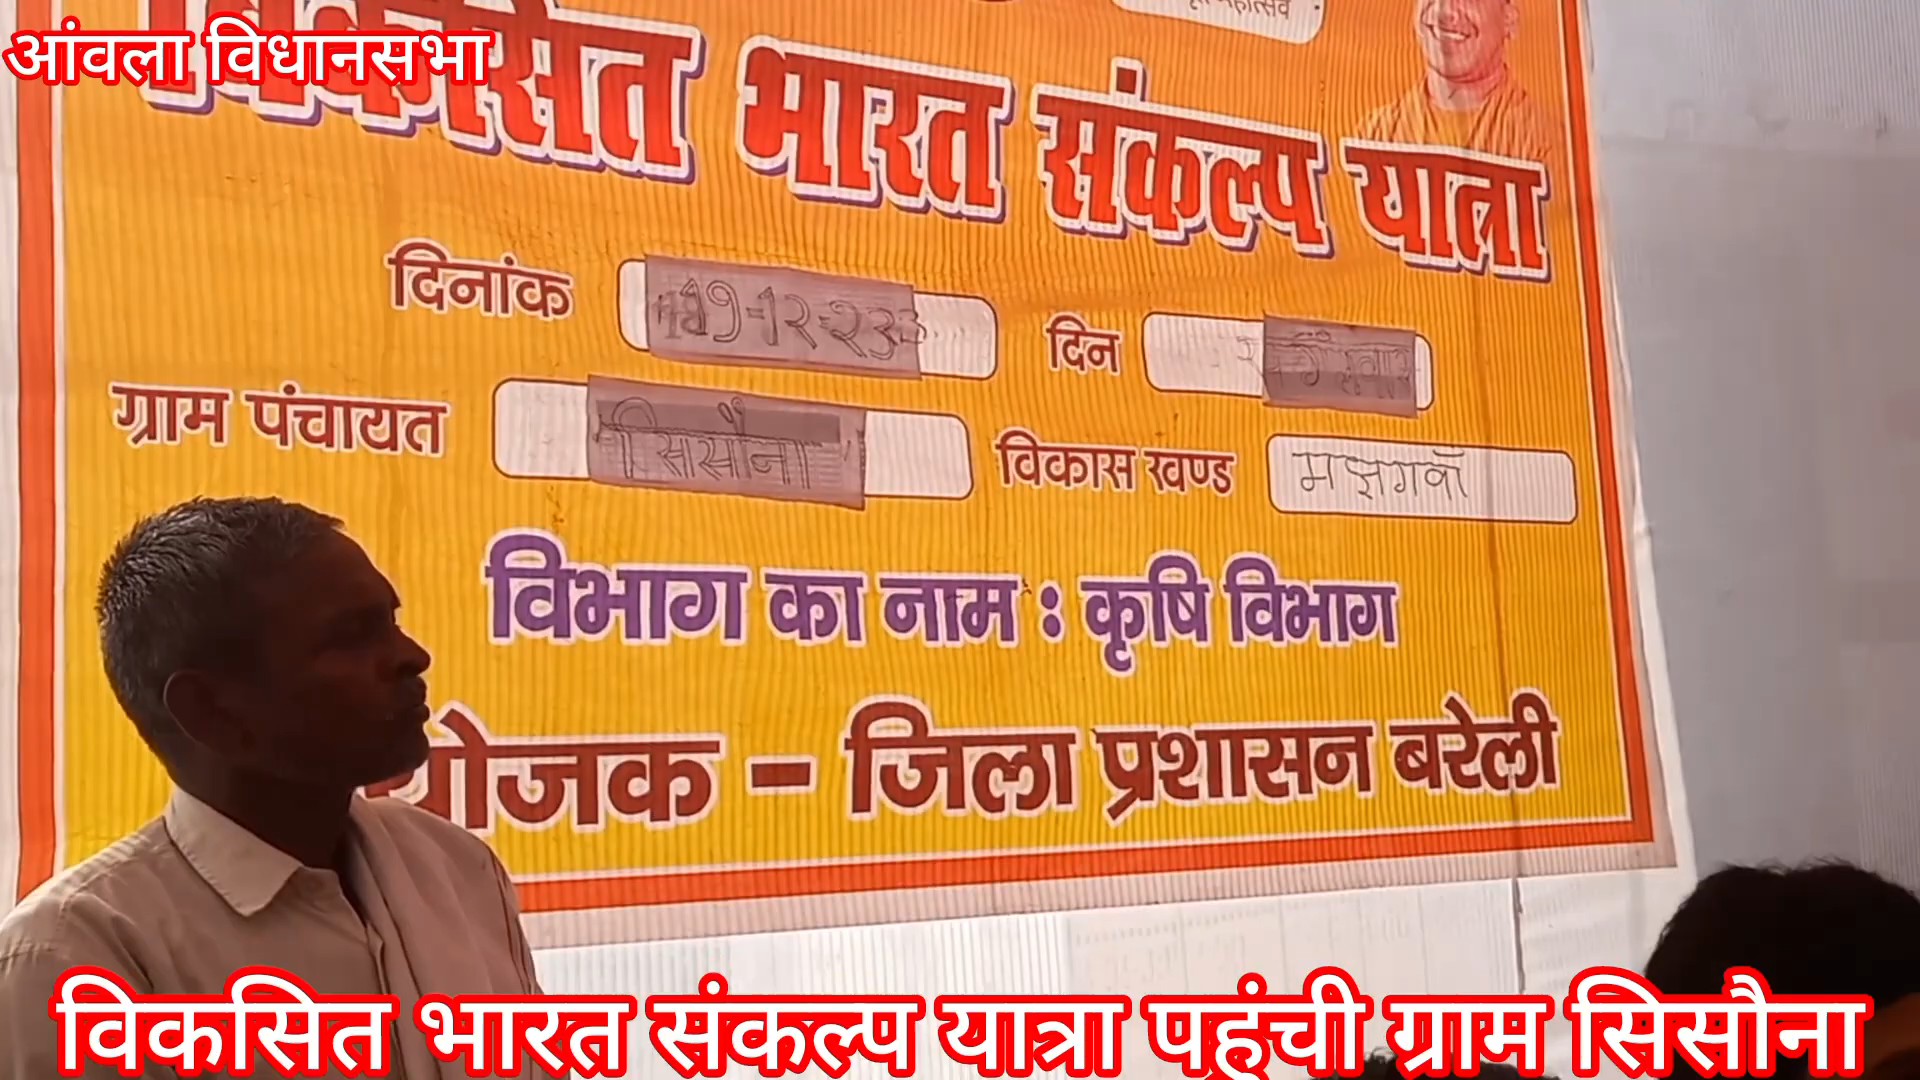 आंवला विधानसभा
विकसित भारत संकल्प यात्रा
दिनांक 19-12-23
दिन
ग्राम पंचायत सिसौना
विकास खण्ड मझगवाँ
विभाग का नाम : कृषि विभाग
योजक - जिला प्रशासन बरेली
विकसित भारत संकल्प यात्रा पहुंची ग्राम सिसौना